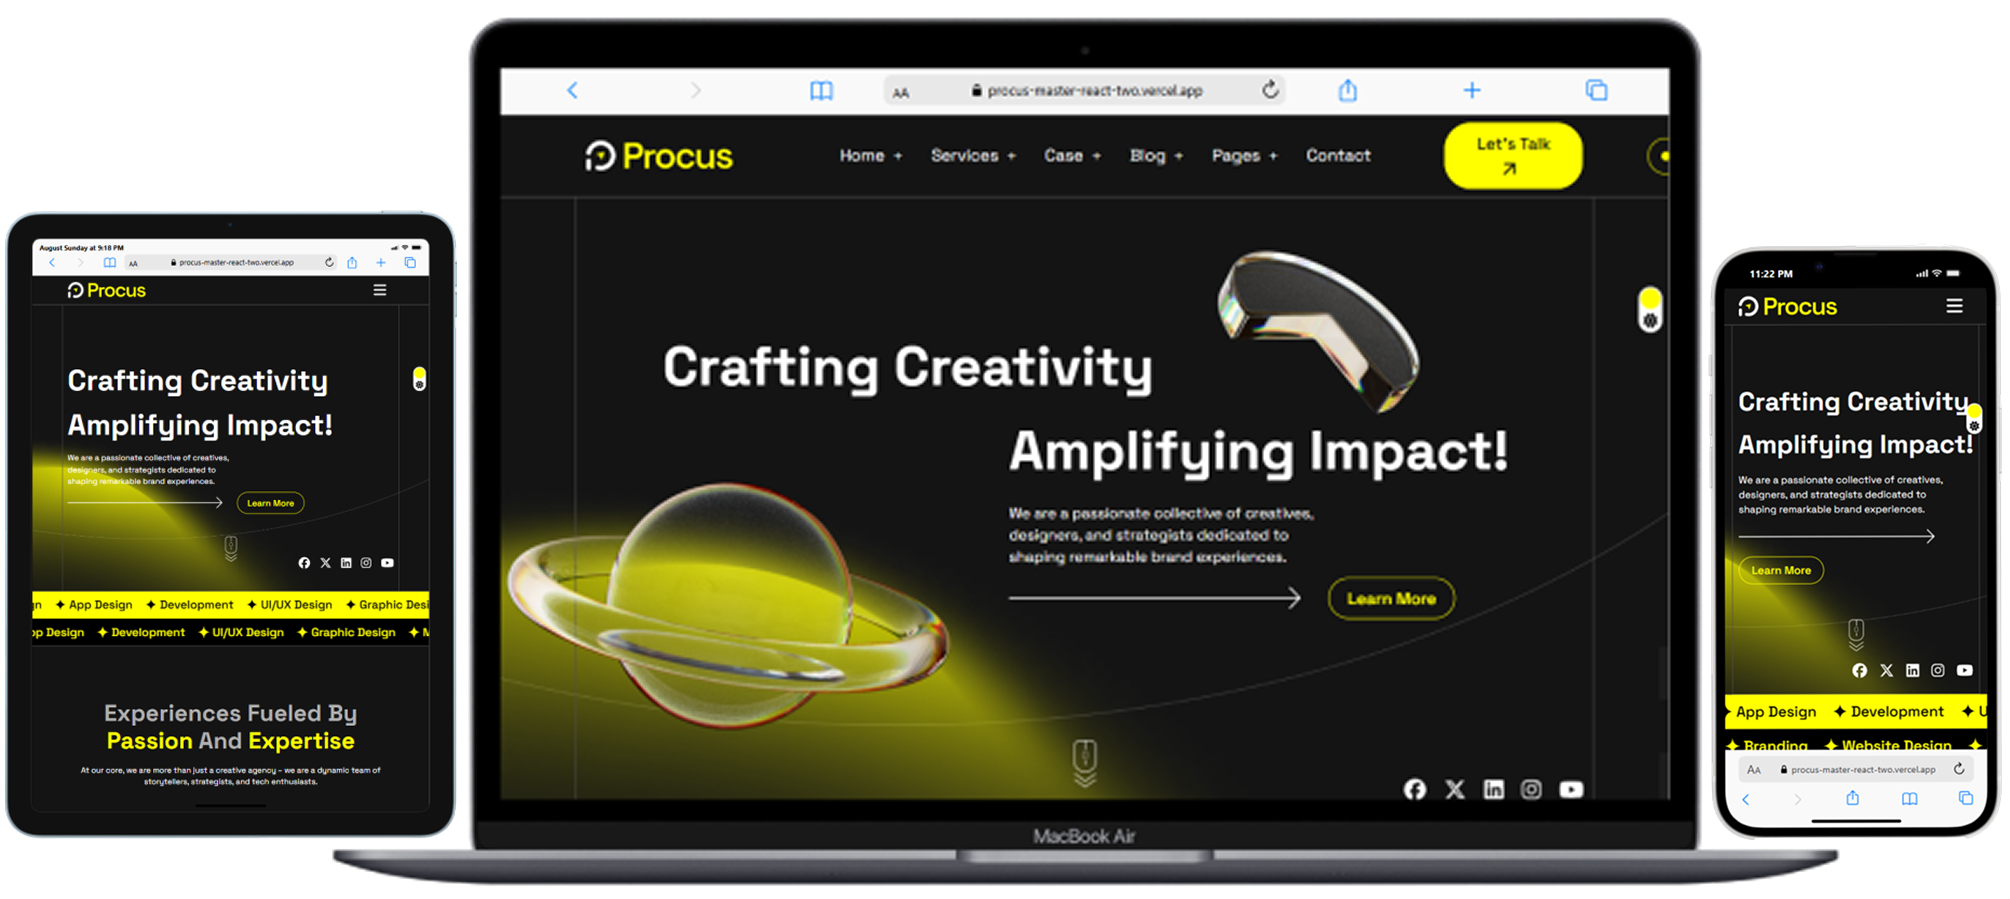 August Sunday at 9:18 PM
AA procus-master-react-two.vercel.app
Procus
Crafting Creativity
Amplifying Impact!
We are a passionate collective of creatives,
designers, and strategists dedicated to
shaping remarkable brand experiences.
Learn More
App Design Development UI/UX Design Graphic Desi
pp Design Development UI/UX Design Graphic Design
Experiences Fueled By
Passion And Expertise
At our core, we are more than just a creative agency – we are a dynamic team of
storytellers, strategists, and tech enthusiasts.
AA procus-master-react-two.vercel.app
Procus Home + Services + Case + Blog + Pages + Contact
Let's Talk
Crafting Creativity
Amplifying Impact!
We are a passionate collective of creatives,
designers, and strategists dedicated to
shaping remarkable brand experiences.
Learn More
MacBook Air
11:22 PM
Procus
Crafting Creativity
Amplifying Impact!
We are a passionate collective of creatives,
designers, and strategists dedicated to
shaping remarkable brand experiences.
Learn More
App Design Development U
Branding Website Design
AA procus-master-react-two.vercel.app